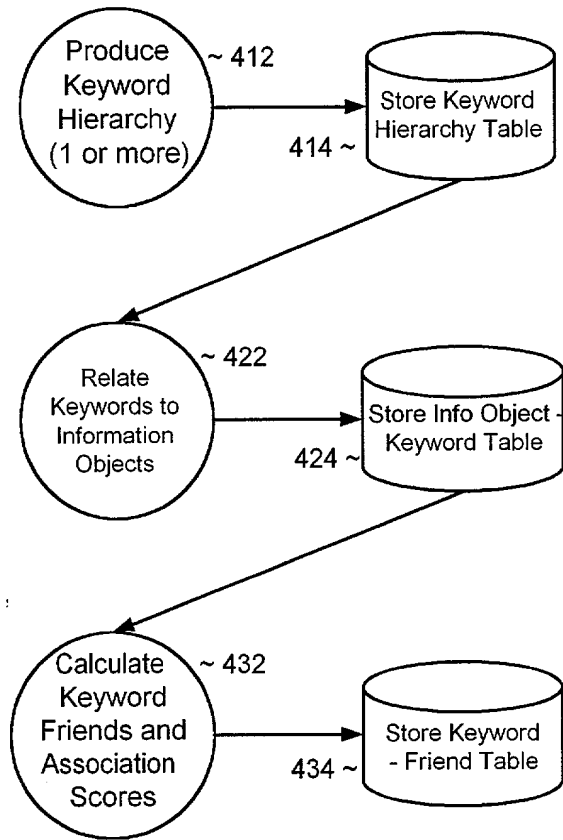 Produce
Keyword
Hierarchy
(1 or more)
~ 412
Store Keyword
Hierarchy Table
414 ~
Relate
Keywords to
Information
Objects
~ 422
Store Info Object -
Keyword Table
424 ~
Calculate
Keyword
Friends and
Association
Scores
~ 432
Store Keyword
- Friend Table
434 ~